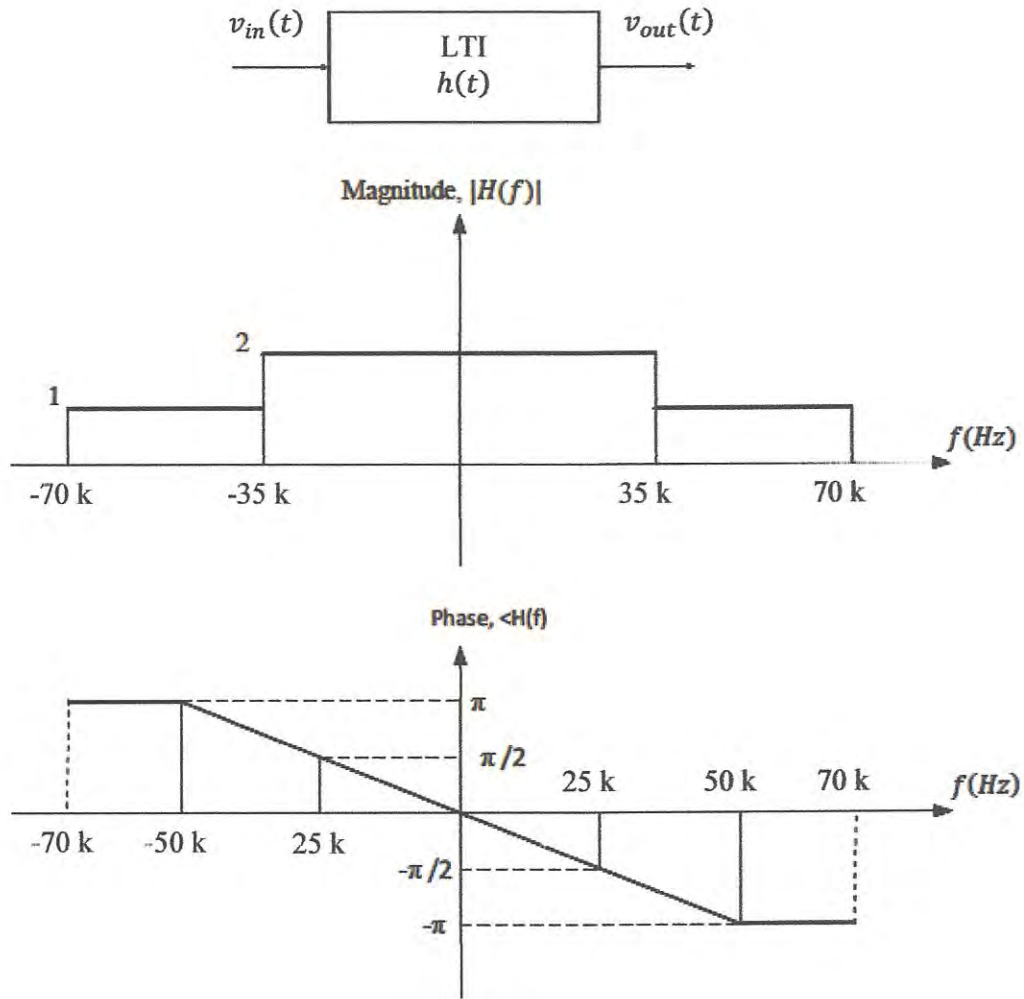 v_in(t)
v_out(t)
LTI
h(t)
Magnitude, |H(f)|
2
1
f(Hz)
-70 k
-35 k
35 k
70 k
Phase, <H(f)
π
π /2
25 k
50 k
70 k
f(Hz)
-70 k
-50 k
25 k
-π /2
-π